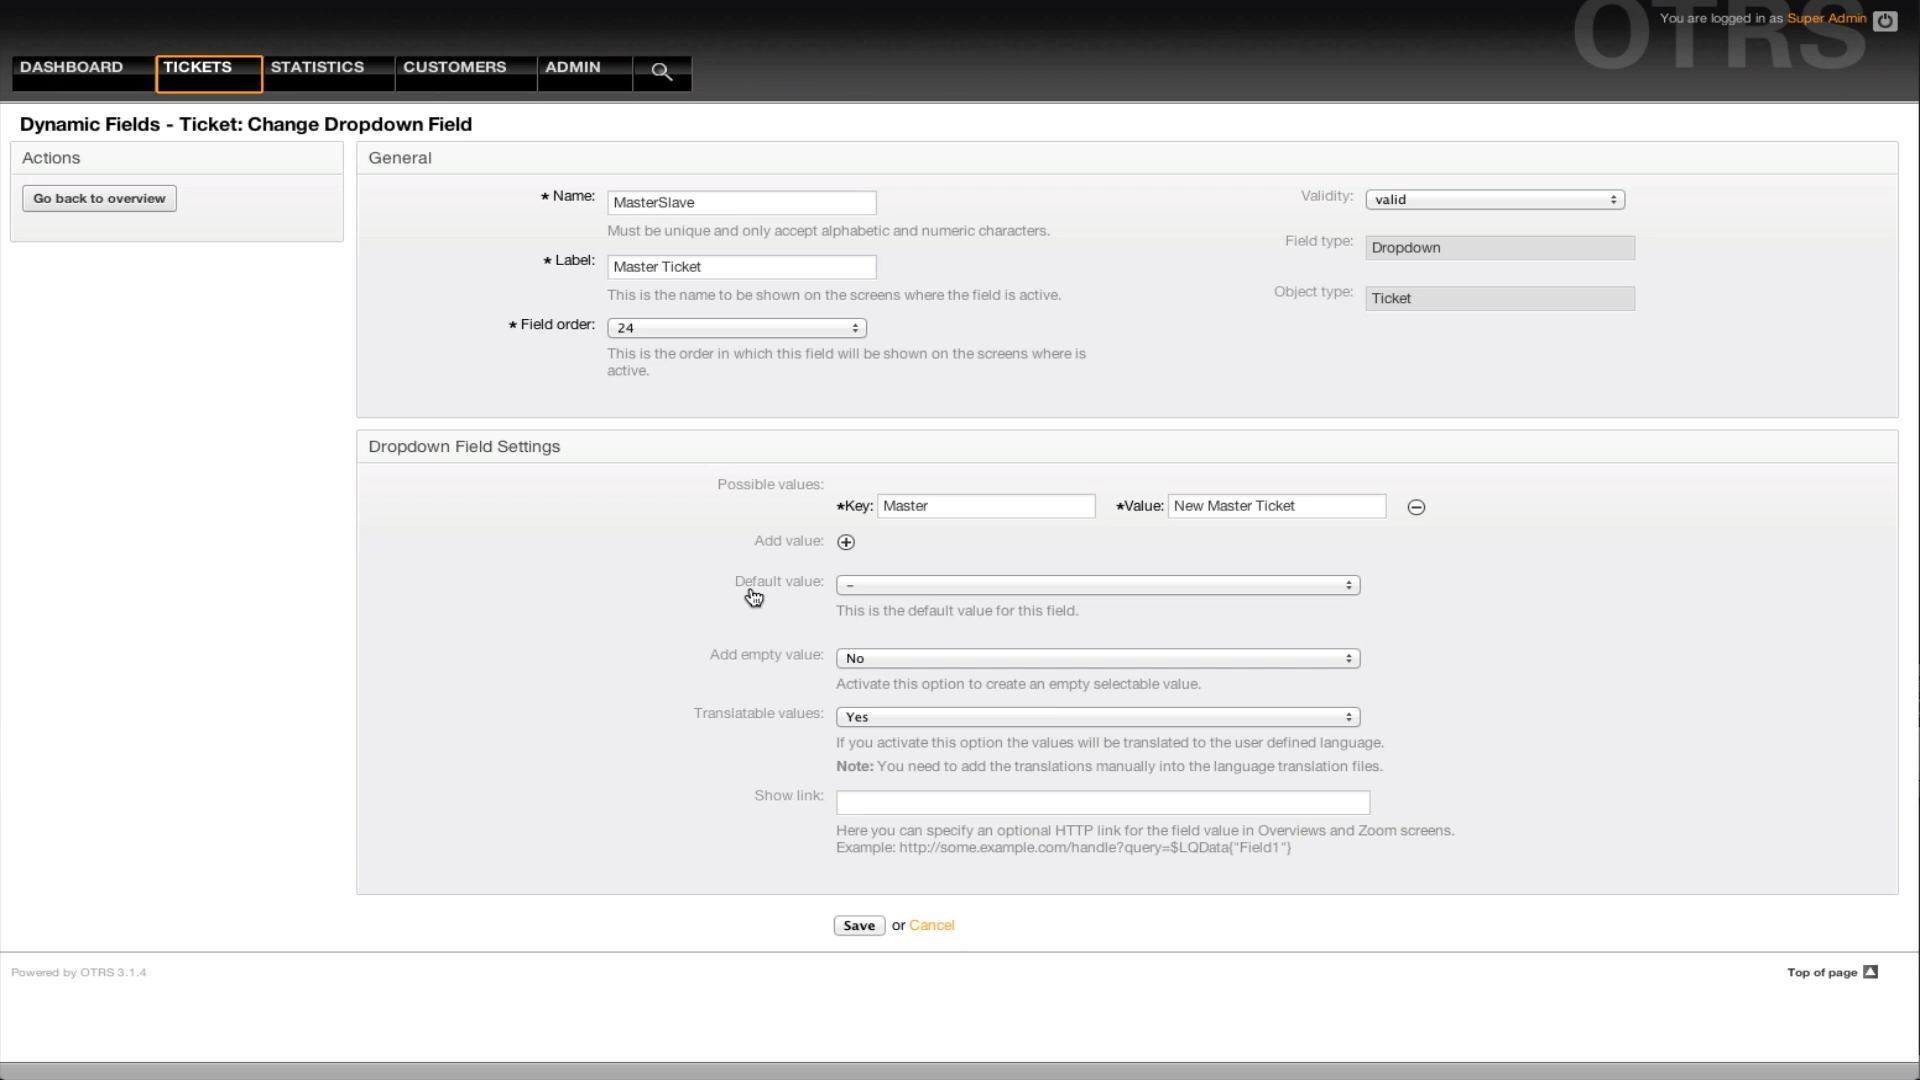 OTRS
You are logged in as Super Admin
DASHBOARD TICKETS STATISTICS CUSTOMERS ADMIN
Dynamic Fields - Ticket: Change Dropdown Field
Actions
Go back to overview
General
* Name: MasterSlave
Must be unique and only accept alphabetic and numeric characters.
* Label: Master Ticket
This is the name to be shown on the screens where the field is active.
* Field order: 24
This is the order in which this field will be shown on the screens where is
active.
Validity: valid
Field type: Dropdown
Object type: Ticket
Dropdown Field Settings
Possible values:
*Key: Master *Value: New Master Ticket
Add value:
Default value: –
This is the default value for this field.
Add empty value: No
Activate this option to create an empty selectable value.
Translatable values: Yes
If you activate this option the values will be translated to the user defined language.
Note: You need to add the translations manually into the language translation files.
Show link:
Here you can specify an optional HTTP link for the field value in Overviews and Zoom screens.
Example: http://some.example.com/handle?query=$LQData{"Field1"}
Save or Cancel
Powered by OTRS 3.1.4
Top of page